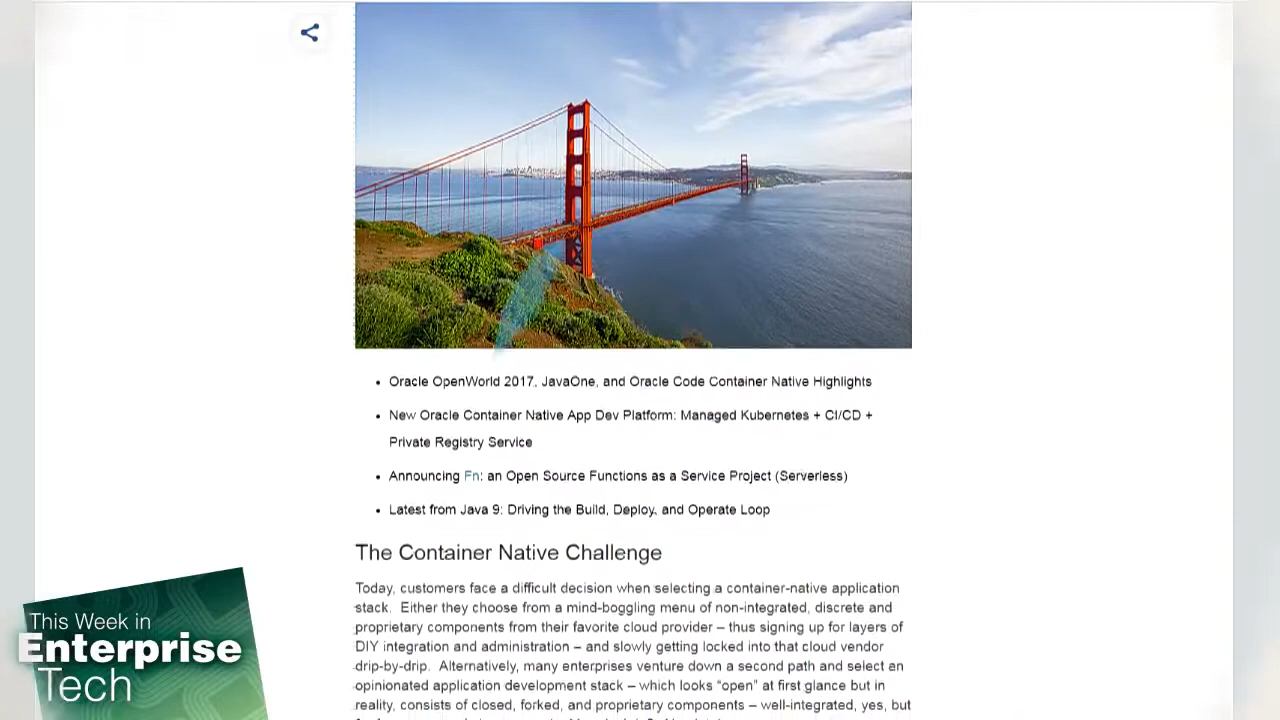 Oracle OpenWorld 2017, JavaOne, and Oracle Code Container Native Highlights
New Oracle Container Native App Dev Platform: Managed Kubernetes + CI/CD +
Private Registry Service
Announcing Fn: an Open Source Functions as a Service Project (Serverless)
Latest from Java 9: Driving the Build, Deploy, and Operate Loop
The Container Native Challenge
Today, customers face a difficult decision when selecting a container-native application
stack. Either they choose from a mind-boggling menu of non-integrated, discrete and
proprietary components from their favorite cloud provider – thus signing up for layers of
DIY integration and administration – and slowly getting locked into that cloud vendor
drip-by-drip. Alternatively, many enterprises venture down a second path and select an
opinionated application development stack – which looks “open” at first glance but in
reality, consists of closed, forked, and proprietary components – well-integrated, yes, but
This Week in
Enterprise
Tech